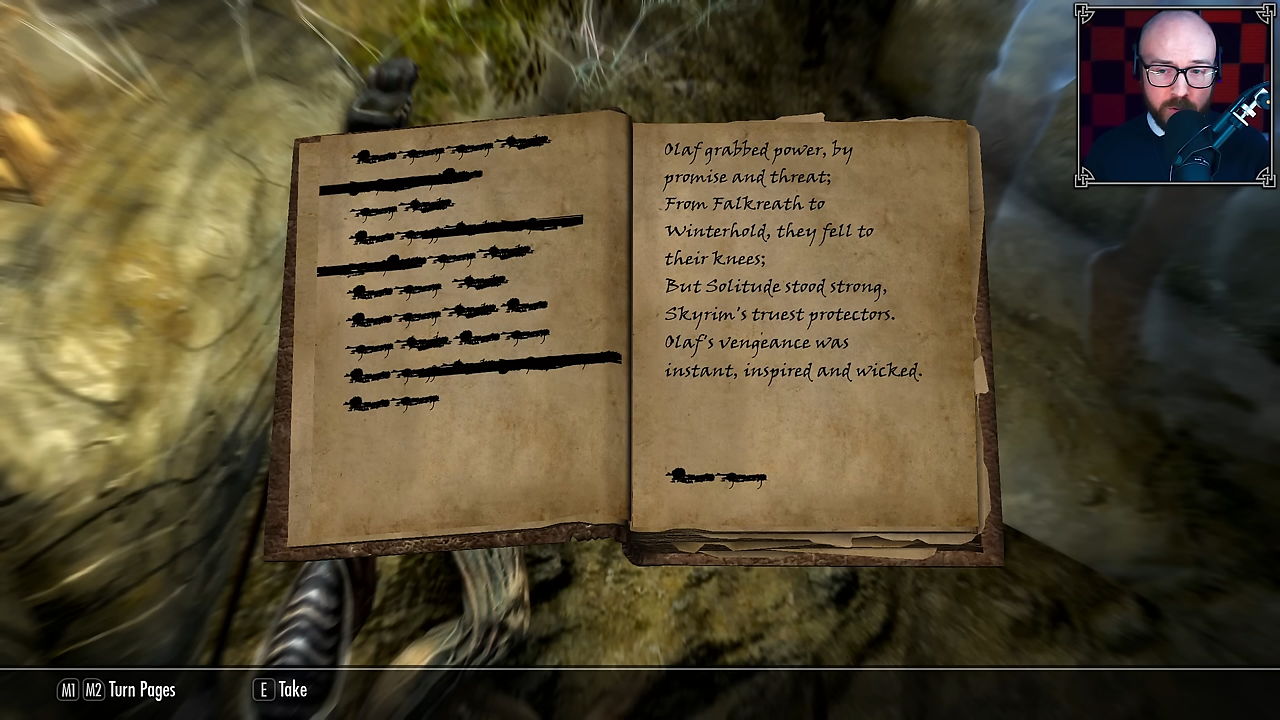 Olaf grabbed power, by
promise and threat;
From Falkreath to
Winterhold, they fell to
their knees;
But Solitude stood strong,
Skyrim's truest protectors.
Olaf's vengeance was
instant, inspired and wicked.
M1 M2 Turn Pages
E Take